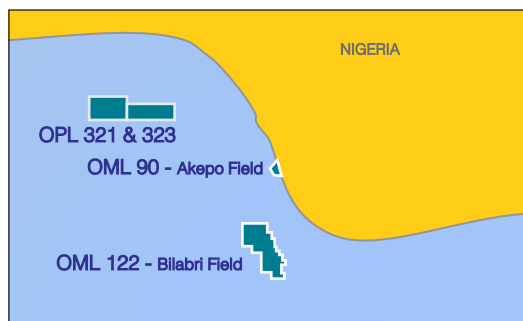 NIGERIA
OPL 321 & 323
OML 90 - Akepo Field
OML 122 - Bilabri Field